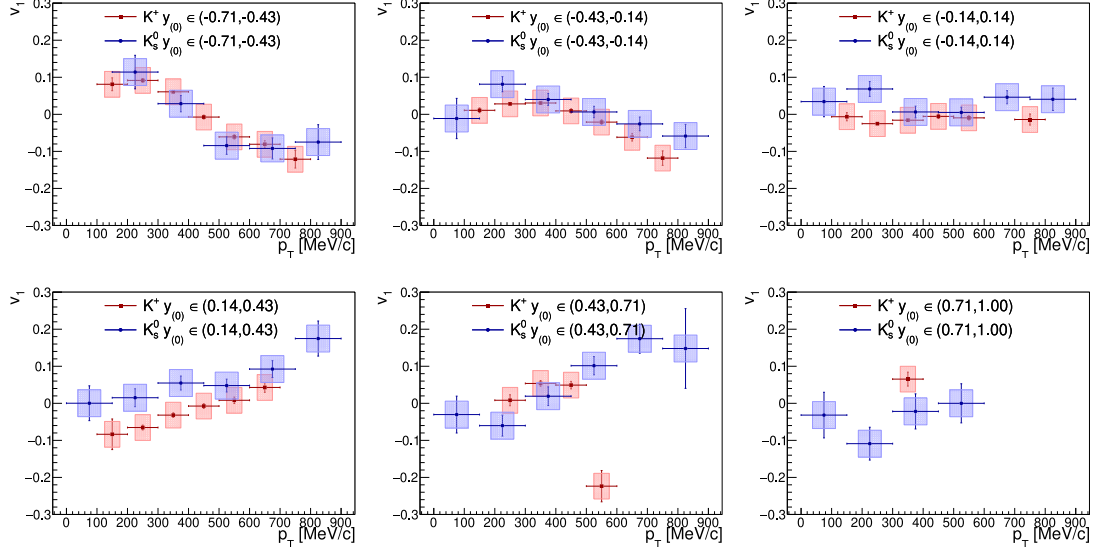 v₁
0.3
0.2
0.1
0
−0.1
−0.2
−0.3
K⁺ y₍₀₎ ∈ (-0.71,-0.43)
K⁰ₛ y₍₀₎ ∈ (-0.71,-0.43)
0 100 200 300 400 500 600 700 800 900
p_T [MeV/c]
v₁
0.3
0.2
0.1
0
−0.1
−0.2
−0.3
K⁺ y₍₀₎ ∈ (-0.43,-0.14)
K⁰ₛ y₍₀₎ ∈ (-0.43,-0.14)
0 100 200 300 400 500 600 700 800 900
p_T [MeV/c]
v₁
0.3
0.2
0.1
0
−0.1
−0.2
−0.3
K⁺ y₍₀₎ ∈ (-0.14,0.14)
K⁰ₛ y₍₀₎ ∈ (-0.14,0.14)
0 100 200 300 400 500 600 700 800 900
p_T [MeV/c]
v₁
0.3
0.2
0.1
0
−0.1
−0.2
−0.3
K⁺ y₍₀₎ ∈ (0.14,0.43)
K⁰ₛ y₍₀₎ ∈ (0.14,0.43)
0 100 200 300 400 500 600 700 800 900
p_T [MeV/c]
v₁
0.3
0.2
0.1
0
−0.1
−0.2
−0.3
K⁺ y₍₀₎ ∈ (0.43,0.71)
K⁰ₛ y₍₀₎ ∈ (0.43,0.71)
0 100 200 300 400 500 600 700 800 900
p_T [MeV/c]
v₁
0.3
0.2
0.1
0
−0.1
−0.2
−0.3
K⁺ y₍₀₎ ∈ (0.71,1.00)
K⁰ₛ y₍₀₎ ∈ (0.71,1.00)
0 100 200 300 400 500 600 700 800 900
p_T [MeV/c]